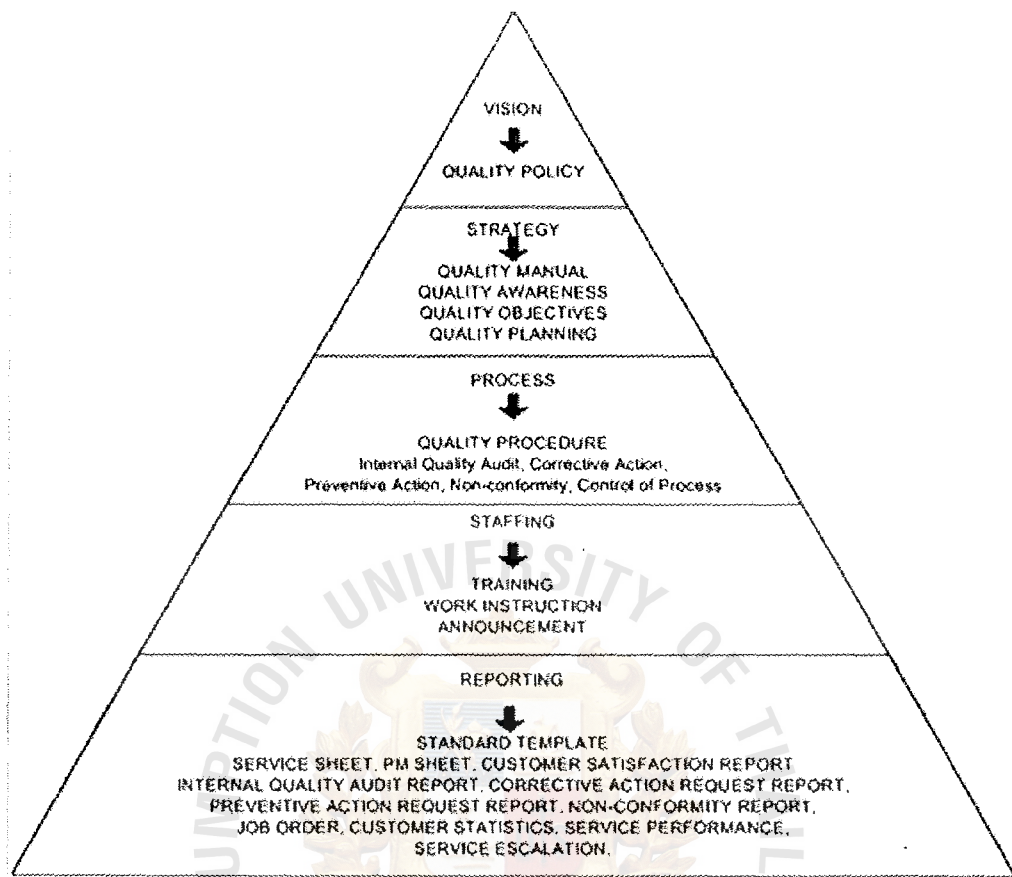 VISION
QUALITY POLICY
STRATEGY
QUALITY MANUAL
QUALITY AWARENESS
QUALITY OBJECTIVES
QUALITY PLANNING
PROCESS
QUALITY PROCEDURE
Internal Quality Audit, Corrective Action,
Preventive Action, Non-conformity, Control of Process
STAFFING
TRAINING
WORK INSTRUCTION
ANNOUNCEMENT
REPORTING
STANDARD TEMPLATE
SERVICE SHEET, PM SHEET, CUSTOMER SATISFACTION REPORT
INTERNAL QUALITY AUDIT REPORT, CORRECTIVE ACTION REQUEST REPORT,
PREVENTIVE ACTION REQUEST REPORT, NON-CONFORMITY REPORT,
JOB ORDER, CUSTOMER STATISTICS, SERVICE PERFORMANCE,
SERVICE ESCALATION,
UMPTION UNIVERSITY OF